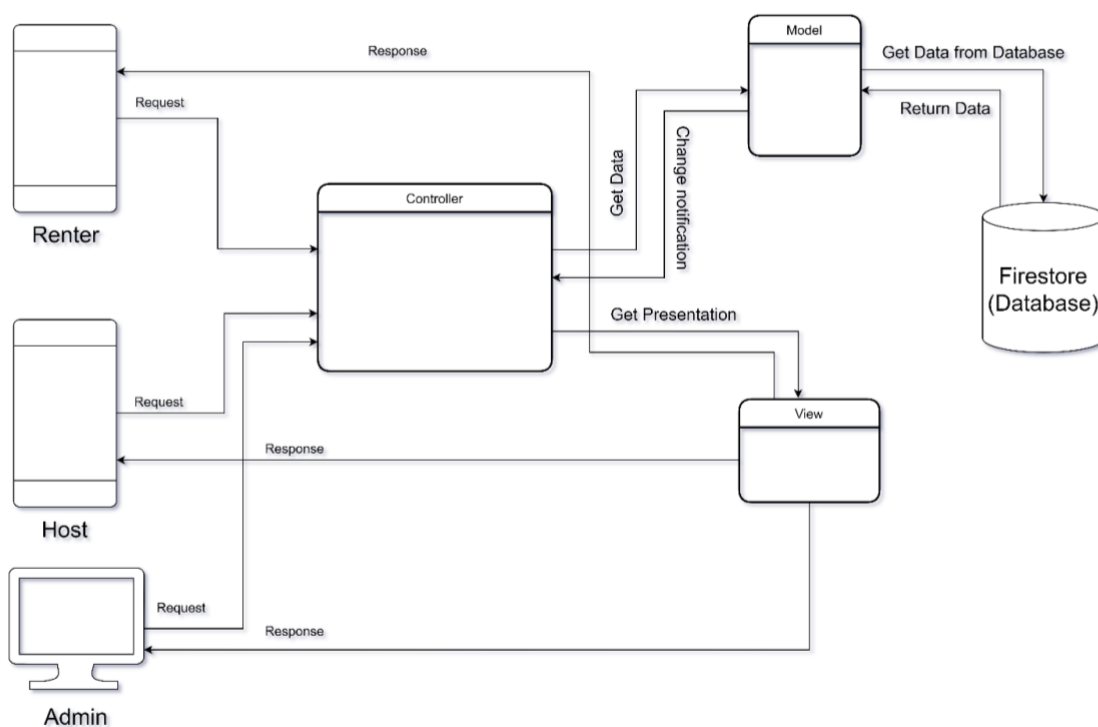 Model
Response
Get Data from Database
Request
Return Data
Get Data
Change notification
Controller
Renter
Firestore
(Database)
Get Presentation
Request
View
Response
Host
Request
Response
Admin